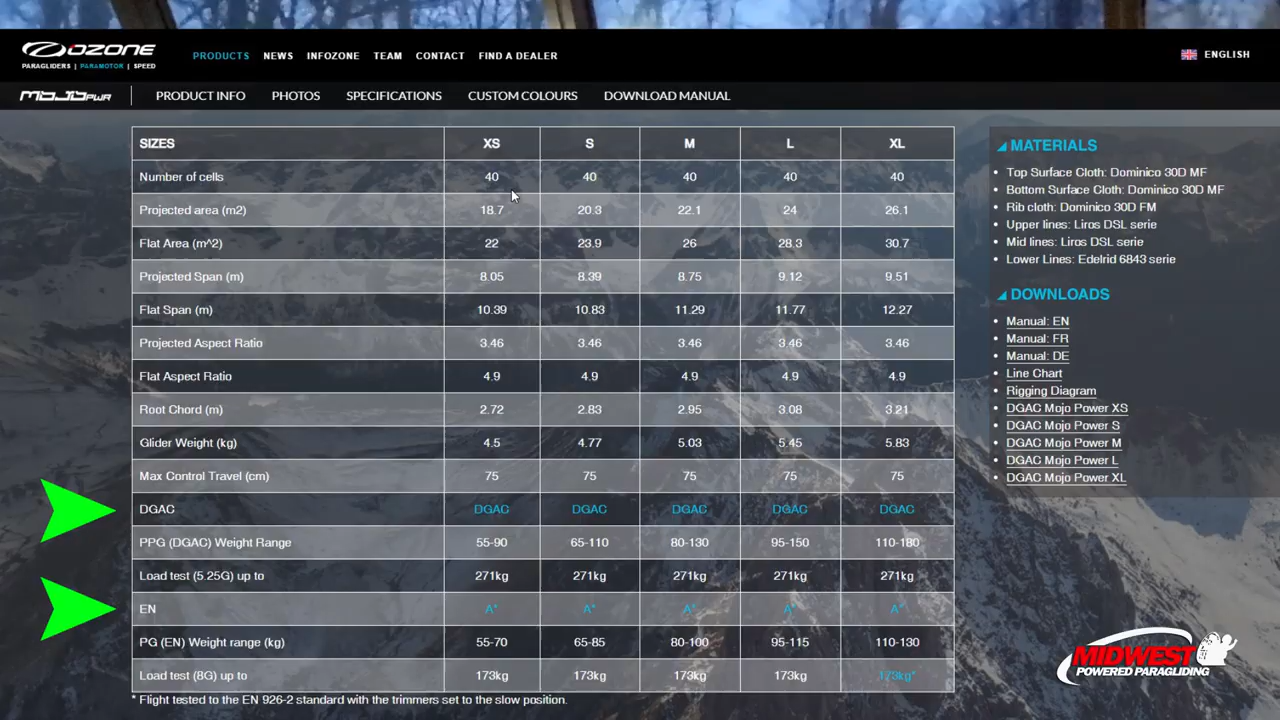 OZONE
PARAGLIDERS | PARAMOTOR | SPEED
PRODUCTS NEWS INFOZONE TEAM CONTACT FIND A DEALER
ENGLISH
MOJO PWR
PRODUCT INFO PHOTOS SPECIFICATIONS CUSTOM COLOURS DOWNLOAD MANUAL
SIZES XS S M L XL
Number of cells 40 40 40 40 40
Projected area (m2) 18.7 20.3 22.1 24 26.1
Flat Area (m^2) 22 23.9 26 28.3 30.7
Projected Span (m) 8.05 8.39 8.75 9.12 9.51
Flat Span (m) 10.39 10.83 11.29 11.77 12.27
Projected Aspect Ratio 3.46 3.46 3.46 3.46 3.46
Flat Aspect Ratio 4.9 4.9 4.9 4.9 4.9
Root Chord (m) 2.72 2.83 2.95 3.08 3.21
Glider Weight (kg) 4.5 4.77 5.03 5.45 5.83
Max Control Travel (cm) 75 75 75 75 75
DGAC DGAC DGAC DGAC DGAC DGAC
PPG (DGAC) Weight Range 55-90 65-110 80-130 95-150 110-180
Load test (5.25G) up to 271kg 271kg 271kg 271kg 271kg
EN A* A* A* A* A*
PG (EN) Weight range (kg) 55-70 65-85 80-100 95-115 110-130
Load test (8G) up to 173kg 173kg 173kg 173kg 173kg*
* Flight tested to the EN 926-2 standard with the trimmers set to the slow position.
MATERIALS
Top Surface Cloth: Dominico 30D MF
Bottom Surface Cloth: Dominico 30D MF
Rib cloth: Dominico 30D FM
Upper lines: Liros DSL serie
Mid lines: Liros DSL serie
Lower Lines: Edelrid 6843 serie
DOWNLOADS
Manual: EN
Manual: FR
Manual: DE
Line Chart
Rigging Diagram
DGAC Mojo Power XS
DGAC Mojo Power S
DGAC Mojo Power M
DGAC Mojo Power L
DGAC Mojo Power XL
MIDWEST
POWERED PARAGLIDING